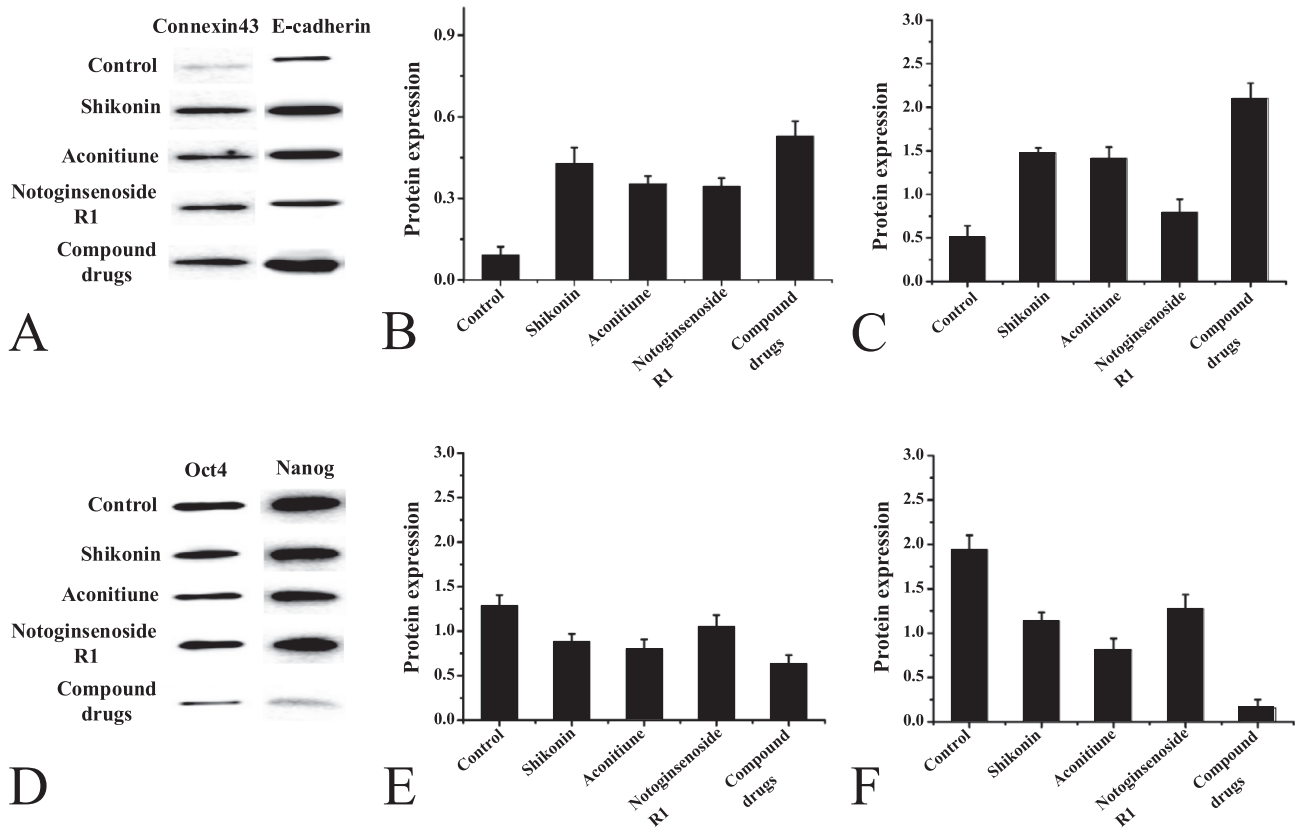 Connexin43 E-cadherin
Control
Shikonin
Aconitiune
Notoginsenoside
R1
Compound
drugs
A
Protein expression
0.9
0.6
0.3
0.0
Control
Shikonin
Aconitiune
Notoginsenoside
R1
Compound
drugs
B
Protein expression
3.0
2.5
2.0
1.5
1.0
0.5
0.0
Control
Shikonin
Aconitiune
Notoginsenoside
R1
Compound
drugs
C
Oct4 Nanog
Control
Shikonin
Aconitiune
Notoginsenoside
R1
Compound
drugs
D
Protein expression
3.0
2.5
2.0
1.5
1.0
0.5
0.0
Control
Shikonin
Aconitiune
Notoginsenoside
R1
Compound
drugs
E
Protein expression
3.0
2.5
2.0
1.5
1.0
0.5
0.0
Control
Shikonin
Aconitiune
Notoginsenoside
R1
Compound
drugs
F